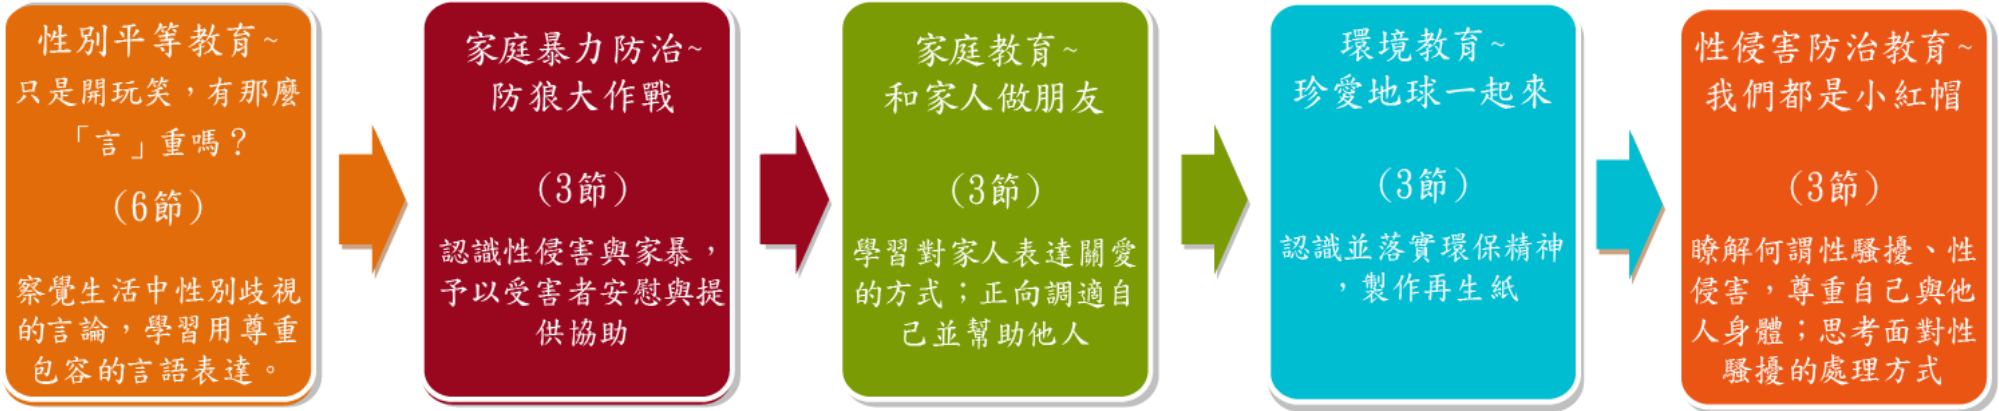 性別平等教育~
只是開玩笑，有那麼
「言」重嗎？
(6節)
察覺生活中性別歧視
的言論，學習用尊重
包容的言語表達。
家庭暴力防治~
防狼大作戰
(3節)
認識性侵害與家暴，
予以受害者安慰與提
供協助
家庭教育~
和家人做朋友
(3節)
學習對家人表達關愛
的方式；正向調適自
己並幫助他人
環境教育~
珍愛地球一起來
(3節)
認識並落實環保精神
，製作再生紙
性侵害防治教育~
我們都是小紅帽
(3節)
瞭解何謂性騷擾、性
侵害，尊重自己與他
人身體；思考面對性
騷擾的處理方式